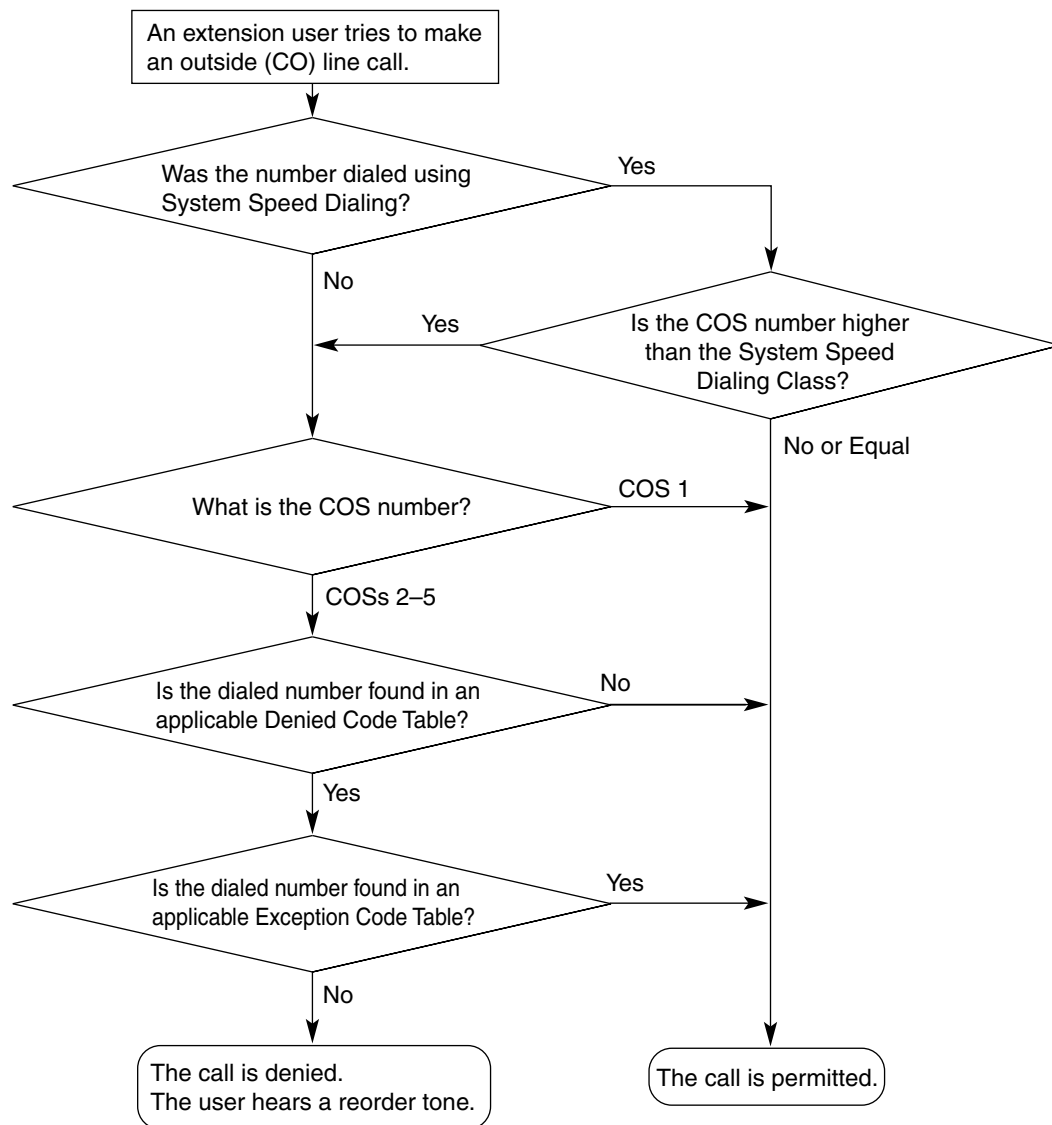 An extension user tries to make
an outside (CO) line call.
Was the number dialed using
System Speed Dialing?
Yes
No
Is the COS number higher
than the System Speed
Dialing Class?
Yes
No or Equal
What is the COS number?
COS 1
COSs 2–5
Is the dialed number found in an
applicable Denied Code Table?
No
Yes
Is the dialed number found in an
applicable Exception Code Table?
Yes
No
The call is denied.
The user hears a reorder tone.
The call is permitted.